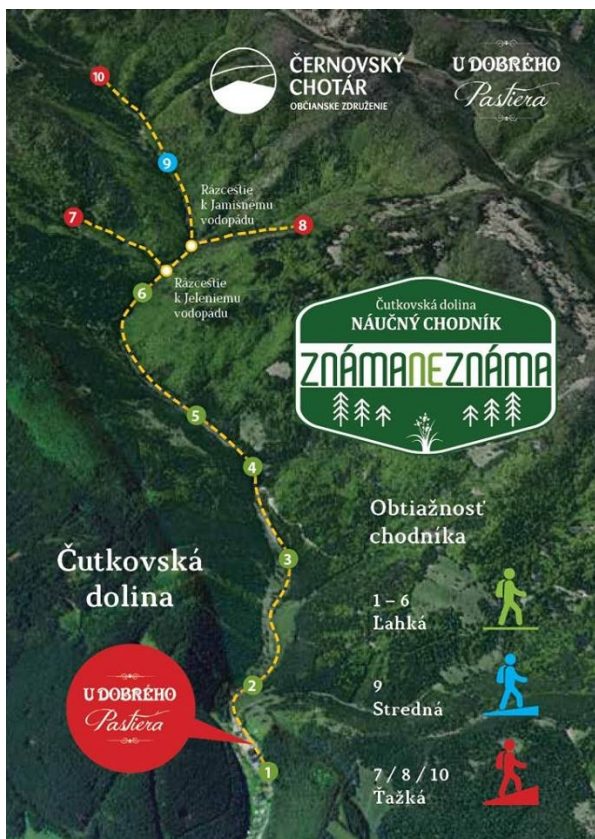 ČERNOVSKÝ
CHOTÁR
OBČIANSKE ZDRUŽENIE
U DOBRÉHO
Pastiera
10
9
Rázcestie
k Jamisnemu
vodopádu
7
8
6
Rázcestie
k Jeleniemu
vodopádu
Čutkovská dolina
NÁUČNÝ CHODNÍK
ZNÁMANEZNÁMA
5
4
Obtiažnosť
chodníka
Čutkovská
dolina
3
1 – 6
Ľahká
2
9
Stredná
U DOBRÉHO
Pastiera
1
7 / 8 / 10
Ťažká